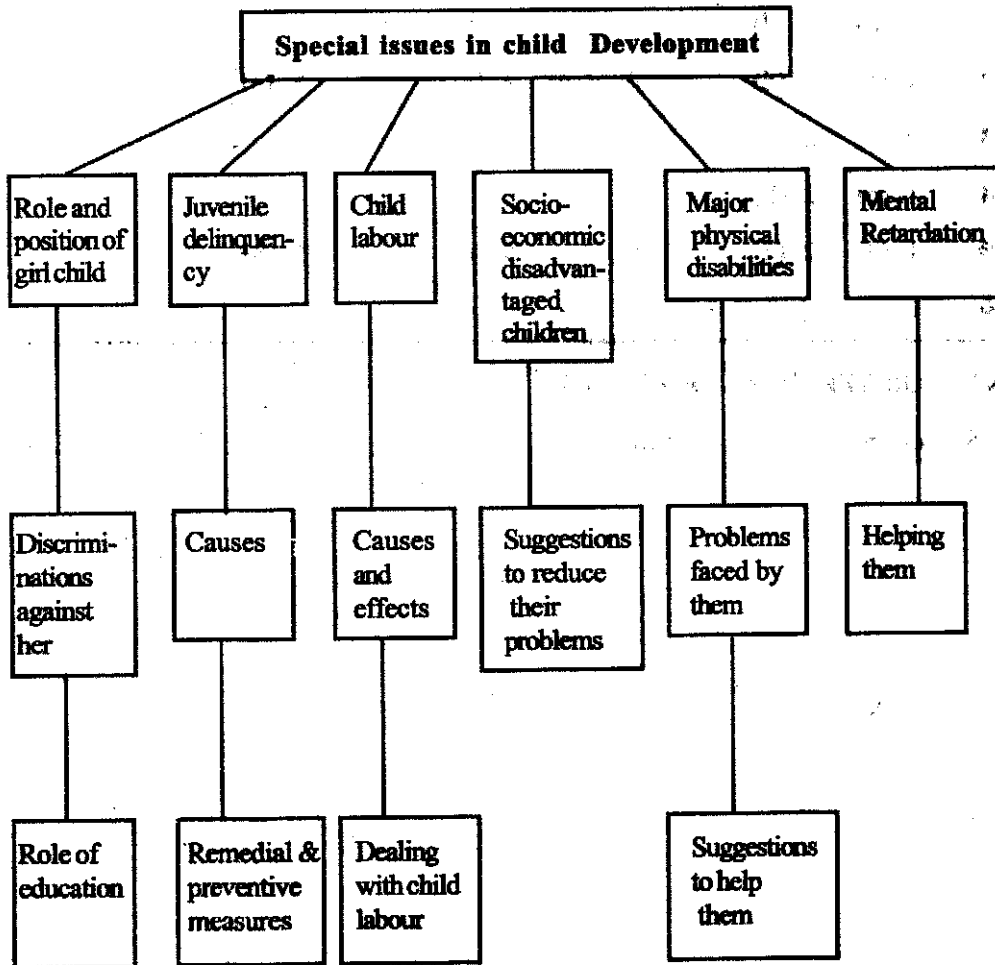 Special issues in child Development
Role and
position of
girl child
Juvenile
delinquen-
cy
Child
labour
Socio-
economic
disadvan-
taged
children
Major
physical
disabilities
Mental
Retardation
Discrimi-
nations
against
her
Causes
Causes
and
effects
Suggestions
to reduce
their
problems
Problems
faced by
them
Helping
them
Role of
education
Remedial &
preventive
measures
Dealing
with child
labour
Suggestions
to help
them